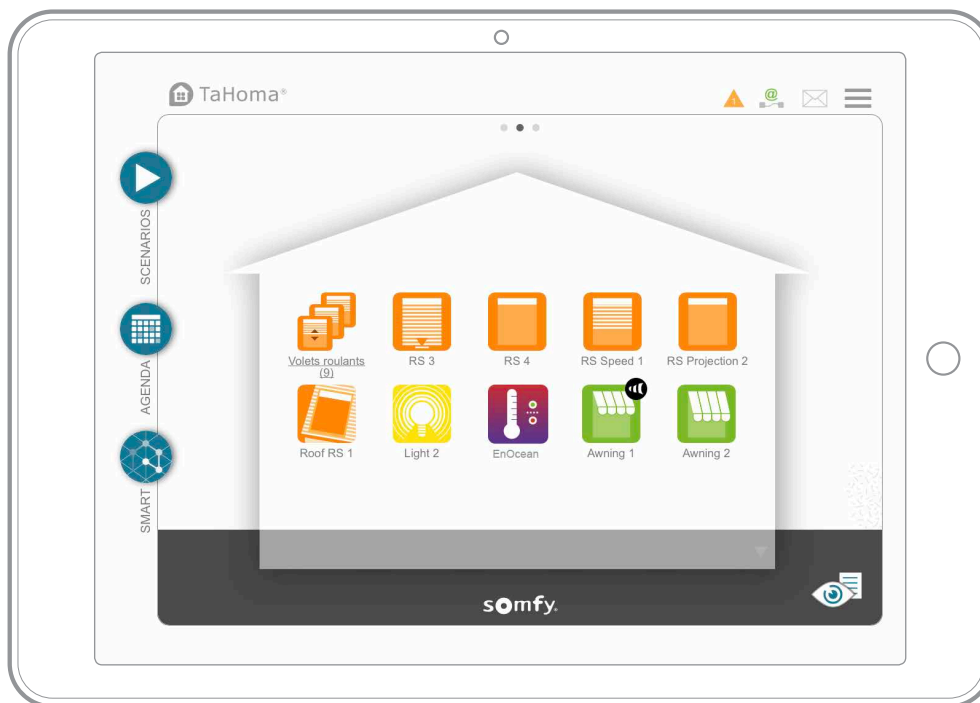 TaHoma®
@
SCENARIOS
AGENDA
SMART
Volets roulants
(9)
RS 3
RS 4
RS Speed 1
RS Projection 2
Roof RS 1
Light 2
EnOcean
Awning 1
Awning 2
somfy.